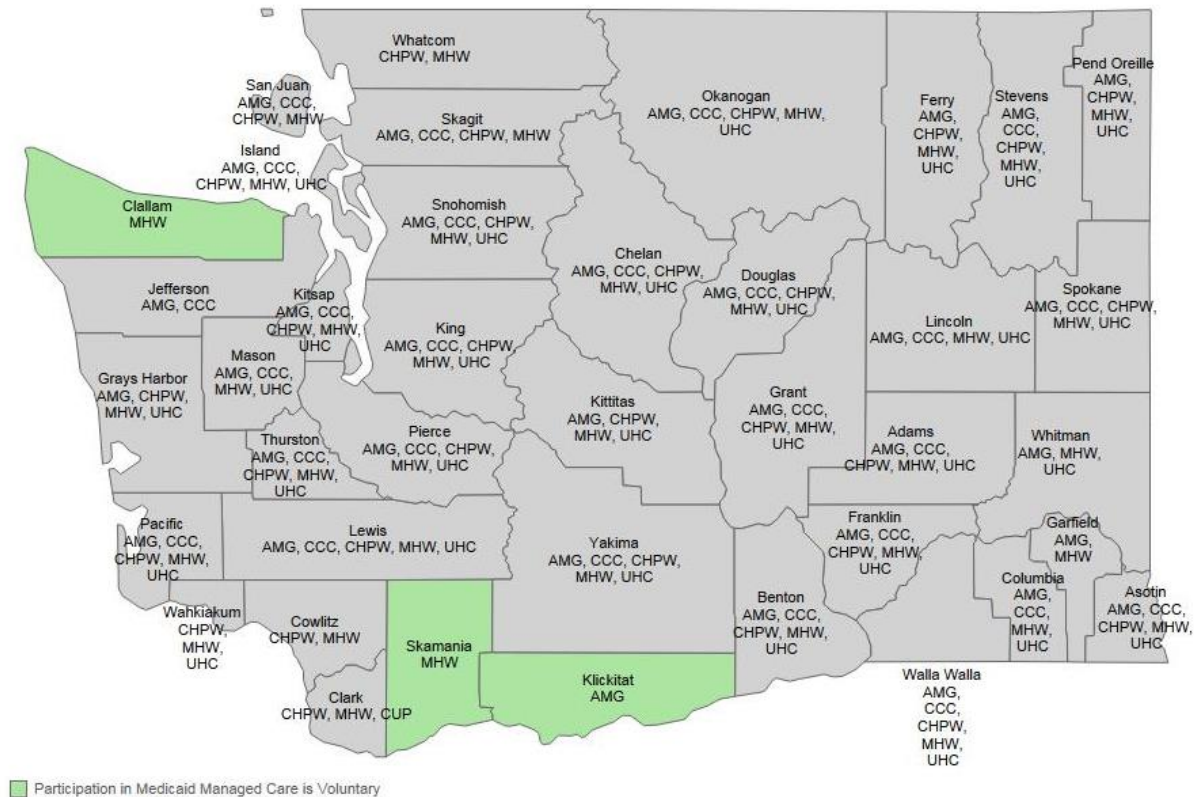 Whatcom
CHPW, MHW
San Juan
AMG, CCC,
CHPW, MHW
Skagit
AMG, CCC, CHPW, MHW
Okanogan
AMG, CCC, CHPW, MHW,
UHC
Ferry
AMG,
CHPW,
MHW,
UHC
Stevens
AMG,
CCC,
CHPW,
MHW,
UHC
Pend Oreille
AMG,
CHPW,
MHW,
UHC
Island
AMG, CCC,
CHPW, MHW, UHC
Clallam
MHW
Snohomish
AMG, CCC, CHPW,
MHW, UHC
Chelan
AMG, CCC, CHPW,
MHW, UHC
Douglas
AMG, CCC, CHPW,
MHW, UHC
Jefferson
AMG, CCC
Kitsap
AMG, CCC,
CHPW, MHW,
UHC
King
AMG, CCC, CHPW,
MHW, UHC
Lincoln
AMG, CCC, MHW, UHC
Spokane
AMG, CCC, CHPW,
MHW, UHC
Grays Harbor
AMG, CHPW,
MHW, UHC
Mason
AMG, CCC,
MHW, UHC
Kittitas
AMG, CHPW,
MHW, UHC
Grant
AMG, CCC,
CHPW, MHW,
UHC
Thurston
AMG, CCC,
CHPW, MHW,
UHC
Pierce
AMG, CCC, CHPW,
MHW, UHC
Adams
AMG, CCC,
CHPW, MHW, UHC
Whitman
AMG, MHW,
UHC
Pacific
AMG, CCC,
CHPW, MHW,
UHC
Lewis
AMG, CCC, CHPW, MHW, UHC
Yakima
AMG, CCC, CHPW,
MHW, UHC
Franklin
AMG, CCC,
CHPW, MHW,
UHC
Garfield
AMG,
MHW
Columbia
AMG,
CCC,
MHW,
UHC
Asotin
AMG, CCC,
CHPW, MHW,
UHC
Wahkiakum
CHPW,
MHW,
UHC
Cowlitz
CHPW, MHW
Skamania
MHW
Benton
AMG, CCC,
CHPW, MHW,
UHC
Klickitat
AMG
Clark
CHPW, MHW, CUP
Walla Walla
AMG,
CCC,
CHPW,
MHW,
UHC
Participation in Medicaid Managed Care is Voluntary